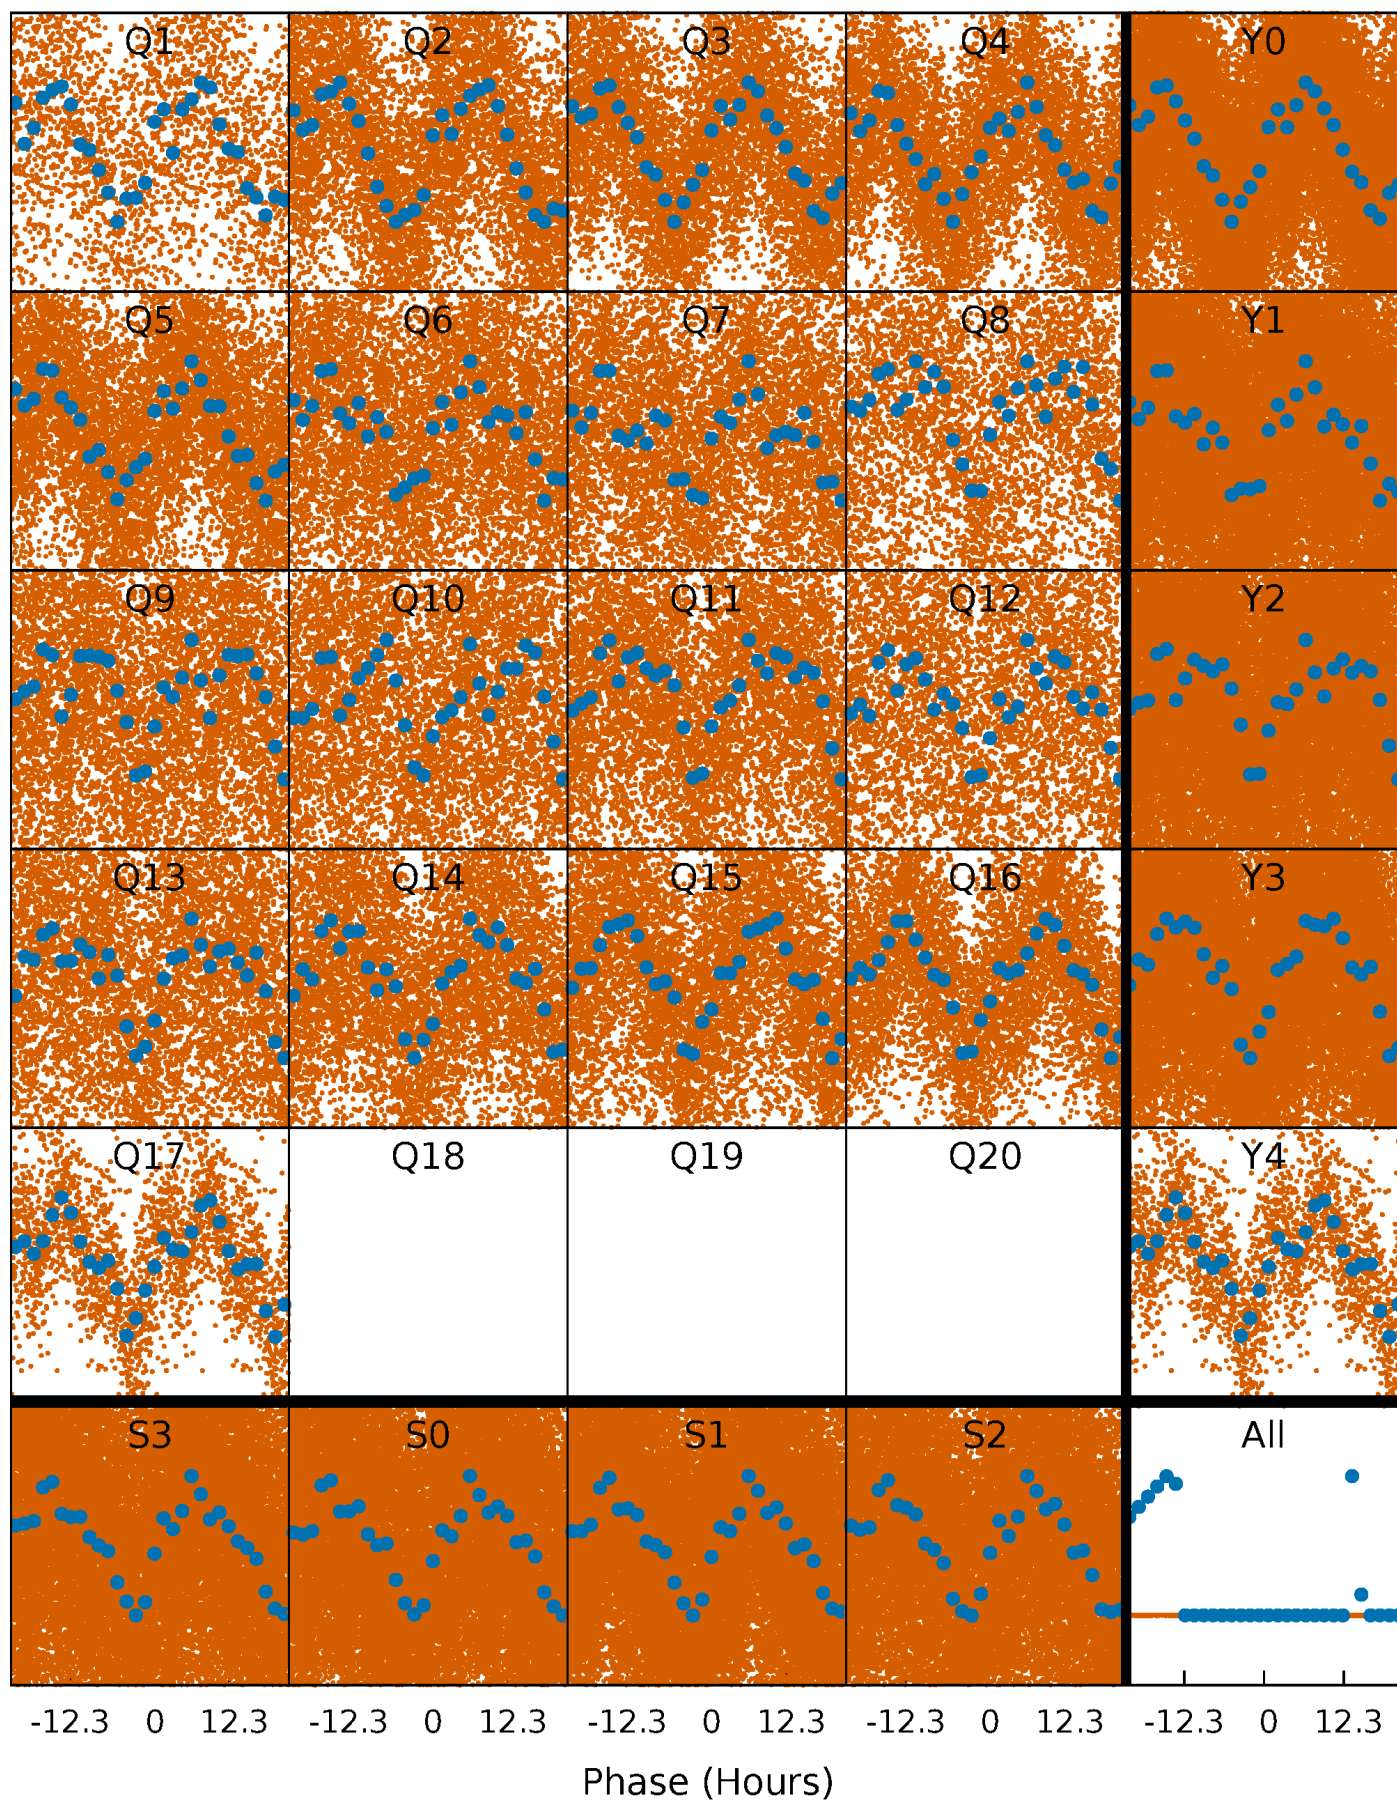 Q1 Q2 Q3 Q4 Y0
Q5 Q6 Q7 Q8 Y1
Q9 Q10 Q11 Q12 Y2
Q13 Q14 Q15 Q16 Y3
Q17 Q18 Q19 Q20 Y4
S3 S0 S1 S2 All
-12.3 0 12.3 -12.3 0 12.3 -12.3 0 12.3 -12.3 0 12.3 -12.3 0 12.3
Phase (Hours)